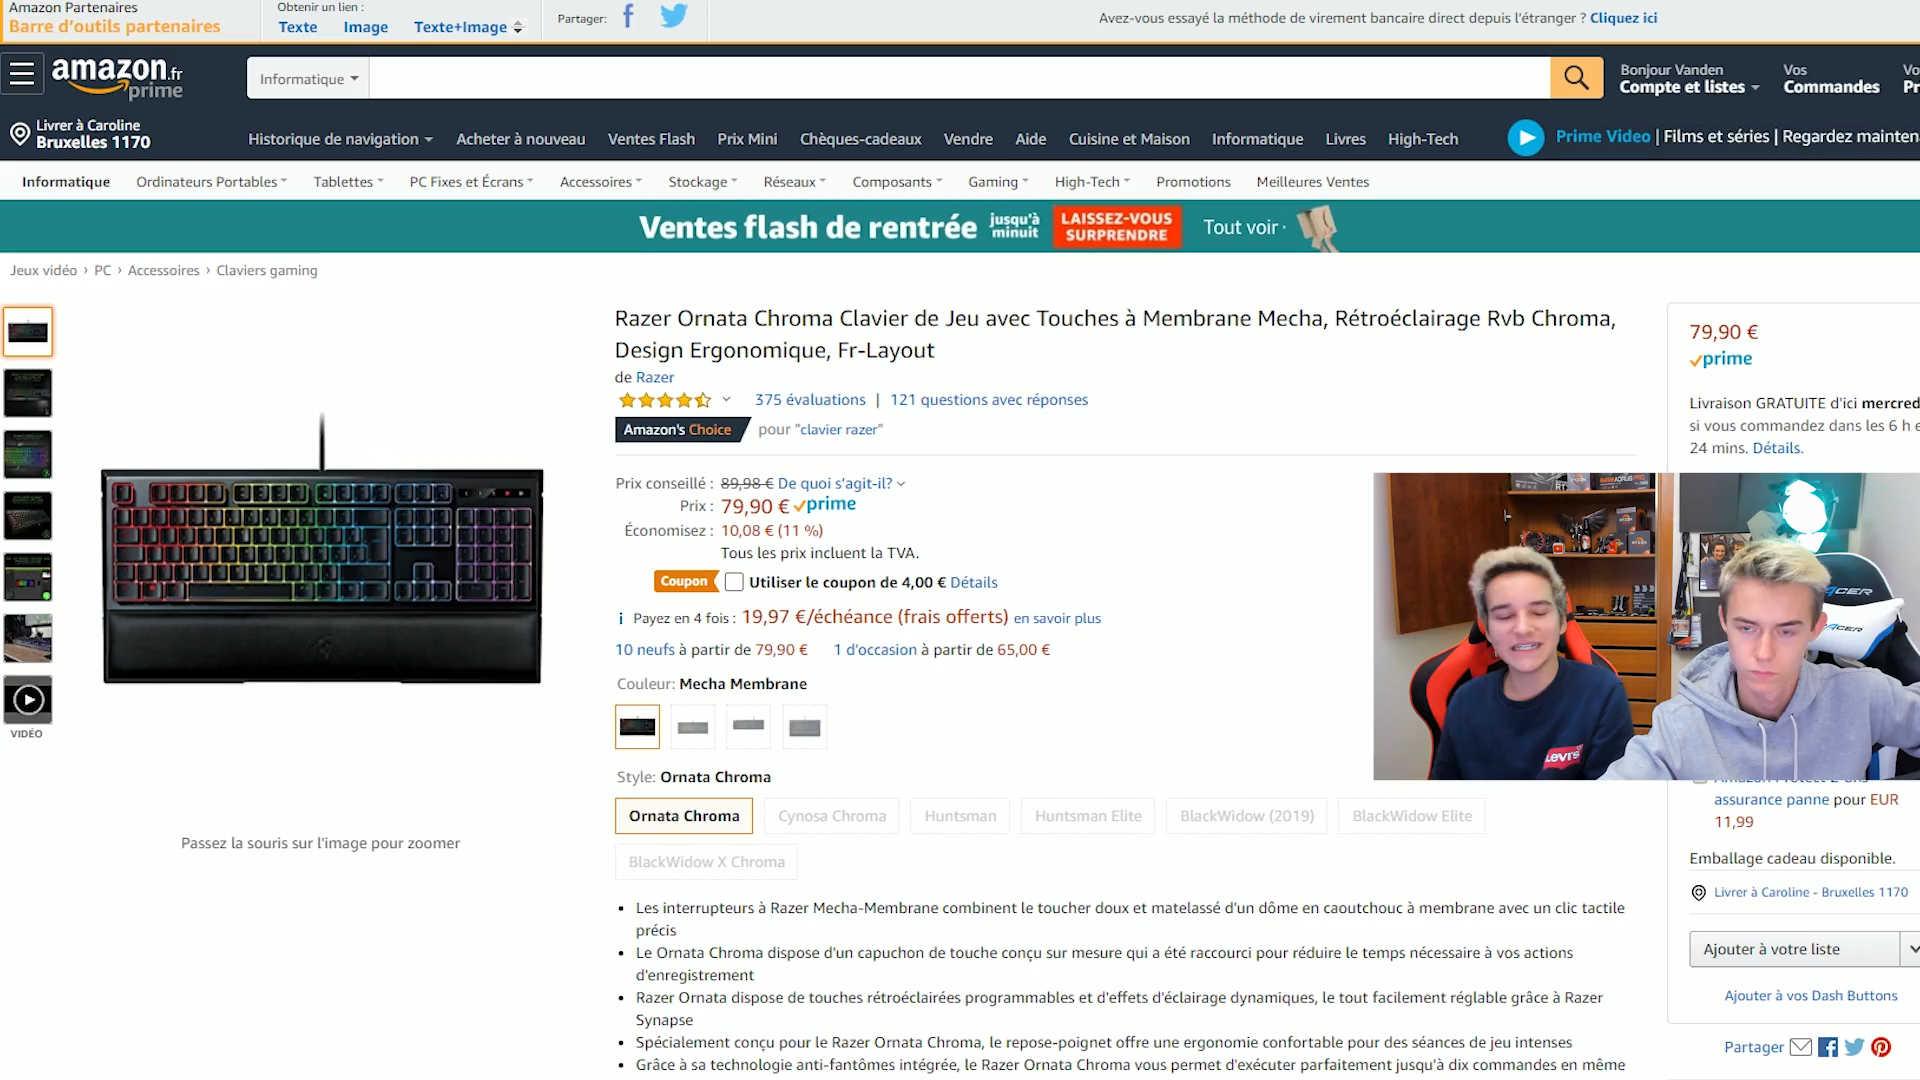 Amazon Partenaires
Barre d'outils partenaires
Obtenir un lien :
Texte Image Texte+Image
Partager:
Avez-vous essayé la méthode de virement bancaire direct depuis l'étranger ? Cliquez ici
amazon.fr
prime
Informatique
Bonjour Vanden
Compte et listes
Vos
Commandes
Livrer à Caroline
Bruxelles 1170
Historique de navigation Acheter à nouveau Ventes Flash Prix Mini Chèques-cadeaux Vendre Aide Cuisine et Maison Informatique Livres High-Tech
Prime Video | Films et séries | Regardez mainten
Informatique Ordinateurs Portables Tablettes PC Fixes et Écrans Accessoires Stockage Réseaux Composants Gaming High-Tech Promotions Meilleures Ventes
Ventes flash de rentrée jusqu'à minuit LAISSEZ-VOUS SURPRENDRE Tout voir ·
Jeux vidéo › PC › Accessoires › Claviers gaming
VIDÉO
Passez la souris sur l'image pour zoomer
Razer Ornata Chroma Clavier de Jeu avec Touches à Membrane Mecha, Rétroéclairage Rvb Chroma,
Design Ergonomique, Fr-Layout
de Razer
375 évaluations | 121 questions avec réponses
Amazon's Choice pour "clavier razer"
Prix conseillé : 89,98 € De quoi s'agit-il?
Prix : 79,90 € prime
Économisez : 10,08 € (11 %)
Tous les prix incluent la TVA.
Coupon Utiliser le coupon de 4,00 € Détails
i Payez en 4 fois : 19,97 €/échéance (frais offerts) en savoir plus
10 neufs à partir de 79,90 € 1 d'occasion à partir de 65,00 €
Couleur: Mecha Membrane
Style: Ornata Chroma
Ornata Chroma Cynosa Chroma Huntsman Huntsman Elite BlackWidow (2019) BlackWidow Elite
BlackWidow X Chroma
Les interrupteurs à Razer Mecha-Membrane combinent le toucher doux et matelassé d'un dôme en caoutchouc à membrane avec un clic tactile
précis
Le Ornata Chroma dispose d'un capuchon de touche conçu sur mesure qui a été raccourci pour réduire le temps nécessaire à vos actions
d'enregistrement
Razer Ornata dispose de touches rétroéclairées programmables et d'effets d'éclairage dynamiques, le tout facilement réglable grâce à Razer
Synapse
Spécialement conçu pour le Razer Ornata Chroma, le repose-poignet offre une ergonomie confortable pour des séances de jeu intenses
Grâce à sa technologie anti-fantômes intégrée, le Razer Ornata Chroma vous permet d'exécuter parfaitement jusqu'à dix commandes en même
79,90 €
prime
Livraison GRATUITE d'ici mercred
si vous commandez dans les 6 h e
24 mins. Détails.
Levi's
ACER
ACER
assurance panne pour EUR
11,99
Emballage cadeau disponible.
Livrer à Caroline - Bruxelles 1170
Ajouter à votre liste
Ajouter à vos Dash Buttons
Partager